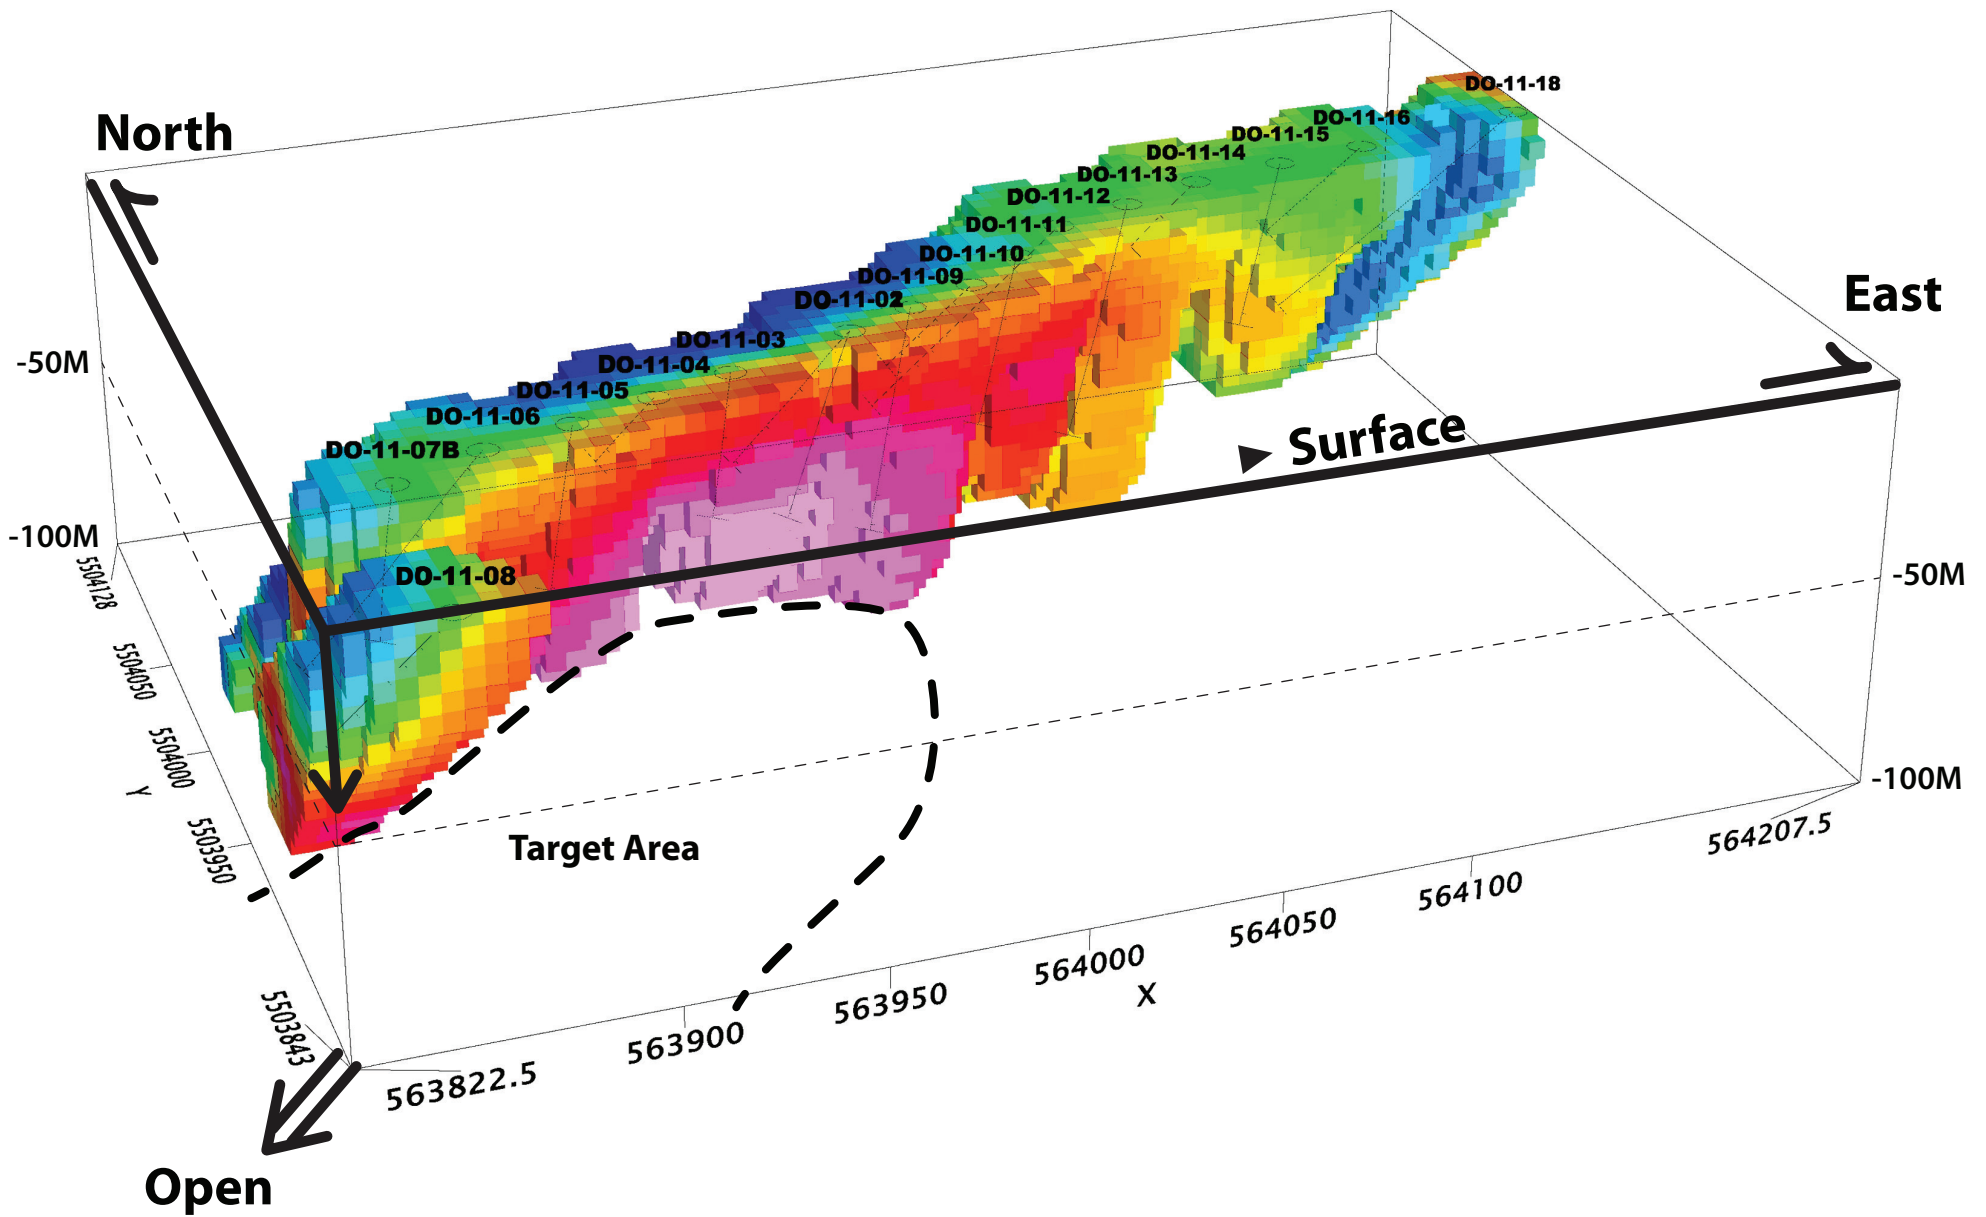 North
East
Surface
DO-11-18
DO-11-16
DO-11-15
DO-11-14
DO-11-13
DO-11-12
DO-11-11
DO-11-10
DO-11-09
DO-11-02
DO-11-03
DO-11-04
DO-11-05
DO-11-06
DO-11-07B
DO-11-08
-50M
-100M
-50M
-100M
5504128
5504050
5504000
Y
5503950
5503843
Target Area
563822.5
563900
563950
564000
X
564050
564100
564207.5
Open